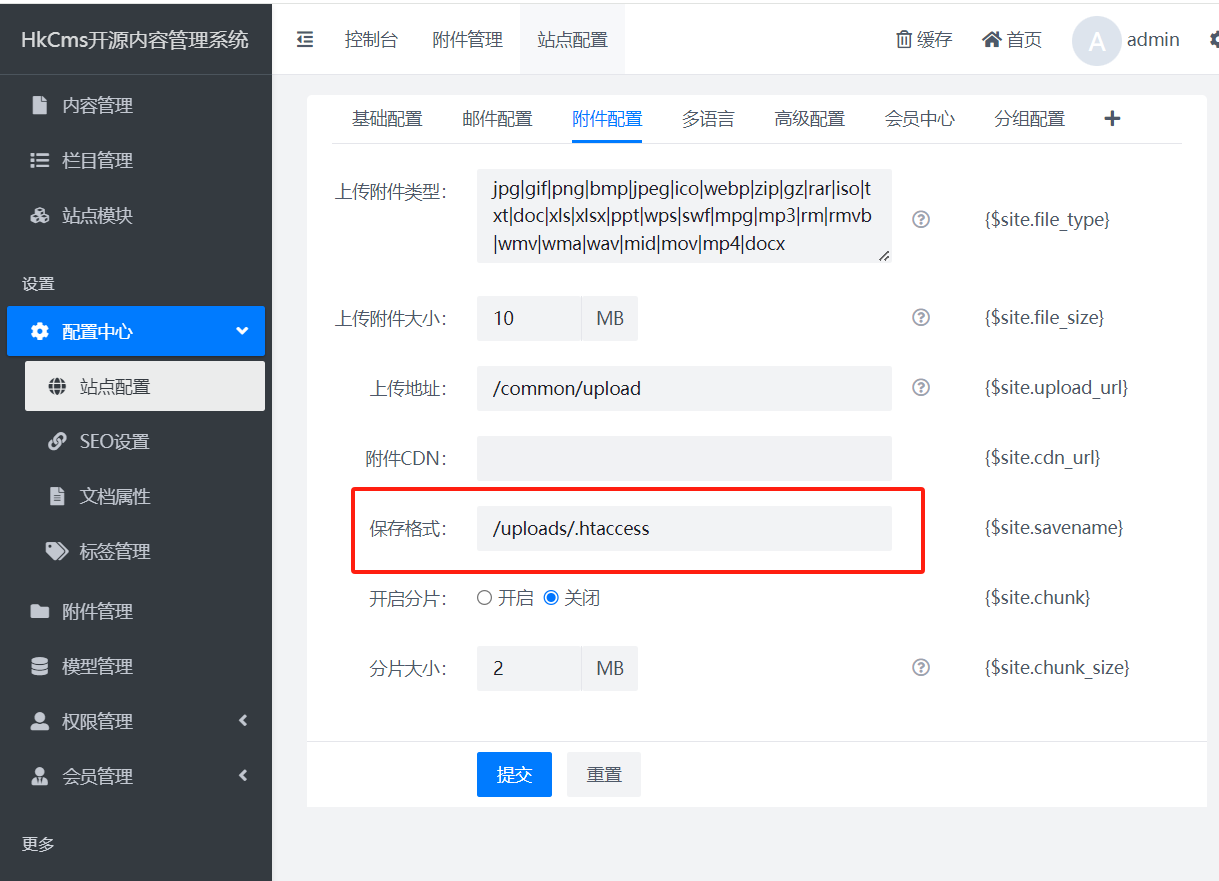 HkCms开源内容管理系统
控制台 附件管理 站点配置 缓存 首页 A admin
内容管理
栏目管理
站点模块
设置
配置中心
站点配置
SEO设置
文档属性
标签管理
附件管理
模型管理
权限管理
会员管理
更多
基础配置 邮件配置 附件配置 多语言 高级配置 会员中心 分组配置 +
上传附件类型: jpg|gif|png|bmp|jpeg|ico|webp|zip|gz|rar|iso|t
xt|doc|xls|xlsx|ppt|wps|swf|mpg|mp3|rm|rmvb
|wmv|wma|wav|mid|mov|mp4|docx
{$site.file_type}
上传附件大小: 10 MB {$site.file_size}
上传地址: /common/upload {$site.upload_url}
附件CDN: {$site.cdn_url}
保存格式: /uploads/.htaccess {$site.savename}
开启分片: 开启 关闭 {$site.chunk}
分片大小: 2 MB {$site.chunk_size}
提交 重置